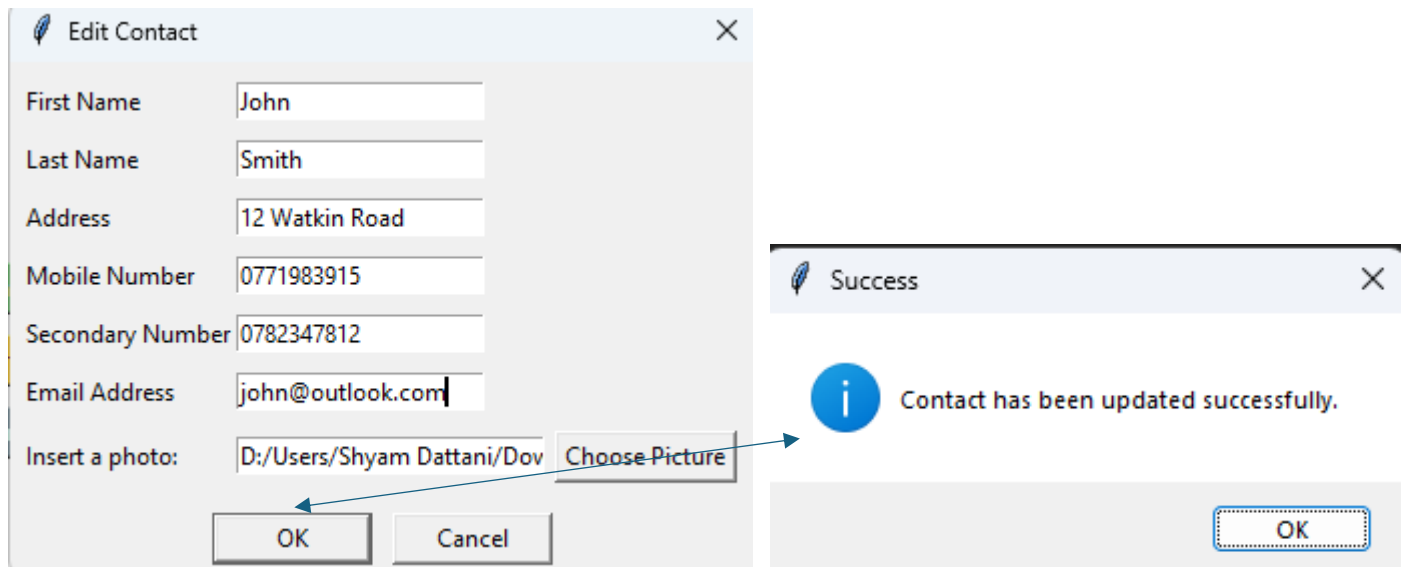 Edit Contact
First Name John
Last Name Smith
Address 12 Watkin Road
Mobile Number 0771983915
Secondary Number 0782347812
Email Address john@outlook.com
Insert a photo: D:/Users/Shyam Dattani/Dov Choose Picture
OK Cancel
Success
Contact has been updated successfully.
OK